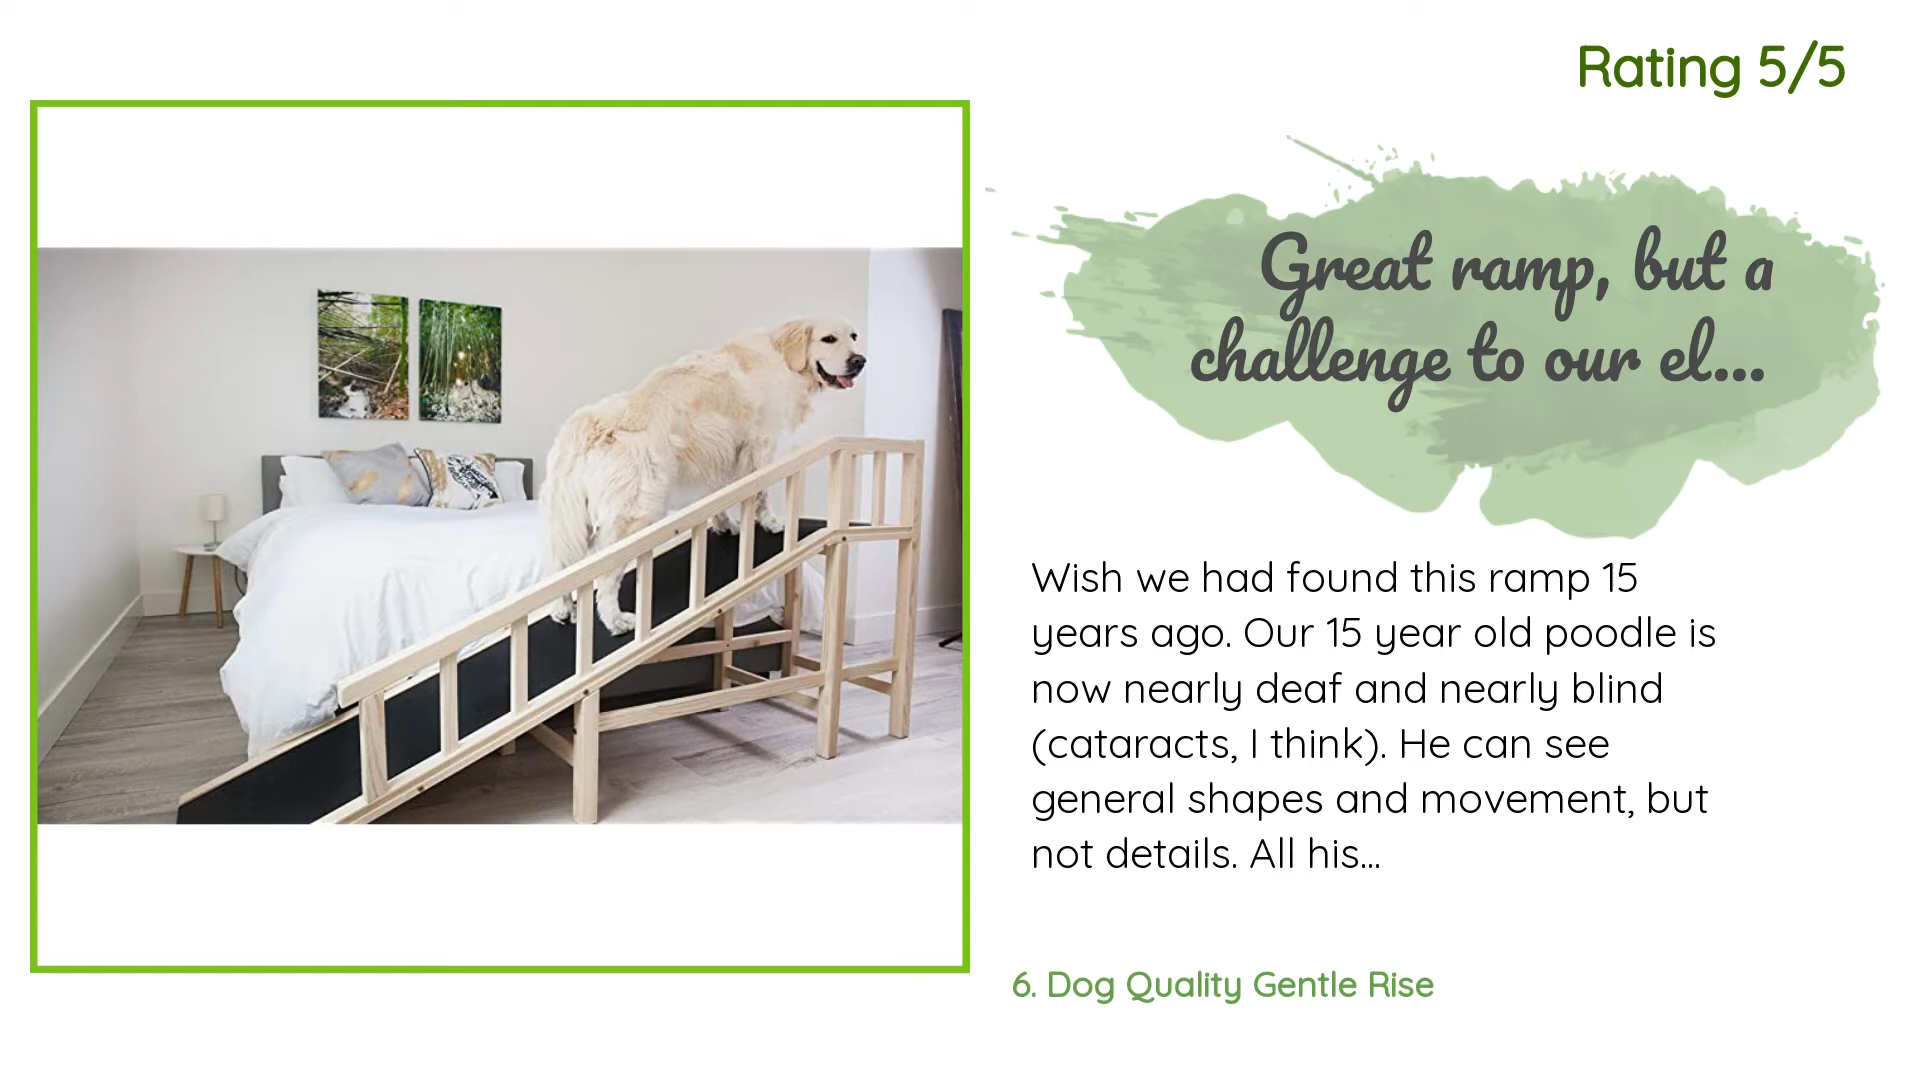 Rating 5/5
Great ramp, but a
challenge to our el...
Wish we had found this ramp 15
years ago. Our 15 year old poodle is
now nearly deaf and nearly blind
(cataracts, I think). He can see
general shapes and movement, but
not details. All his...
6. Dog Quality Gentle Rise